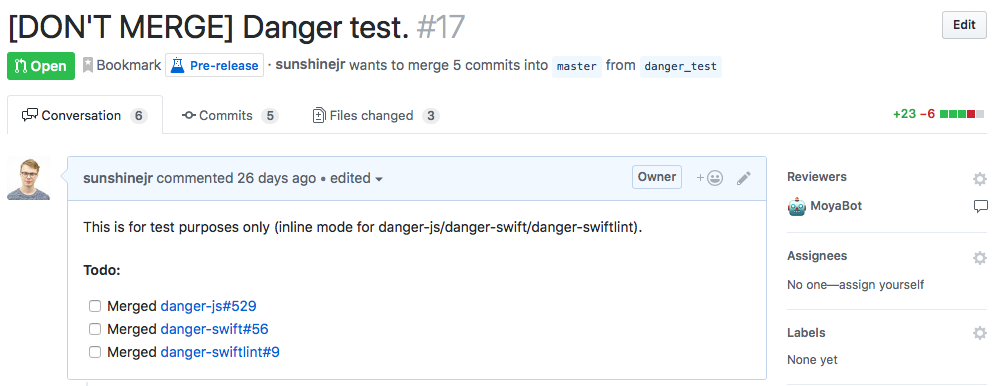 [DON'T MERGE] Danger test. #17
Edit
Open Bookmark Pre-release · sunshinejr wants to merge 5 commits into master from danger_test
Conversation 6 Commits 5 Files changed 3
+23 −6
sunshinejr commented 26 days ago • edited
Owner
This is for test purposes only (inline mode for danger-js/danger-swift/danger-swiftlint).
Todo:
Merged danger-js#529
Merged danger-swift#56
Merged danger-swiftlint#9
Reviewers
MoyaBot
Assignees
No one—assign yourself
Labels
None yet